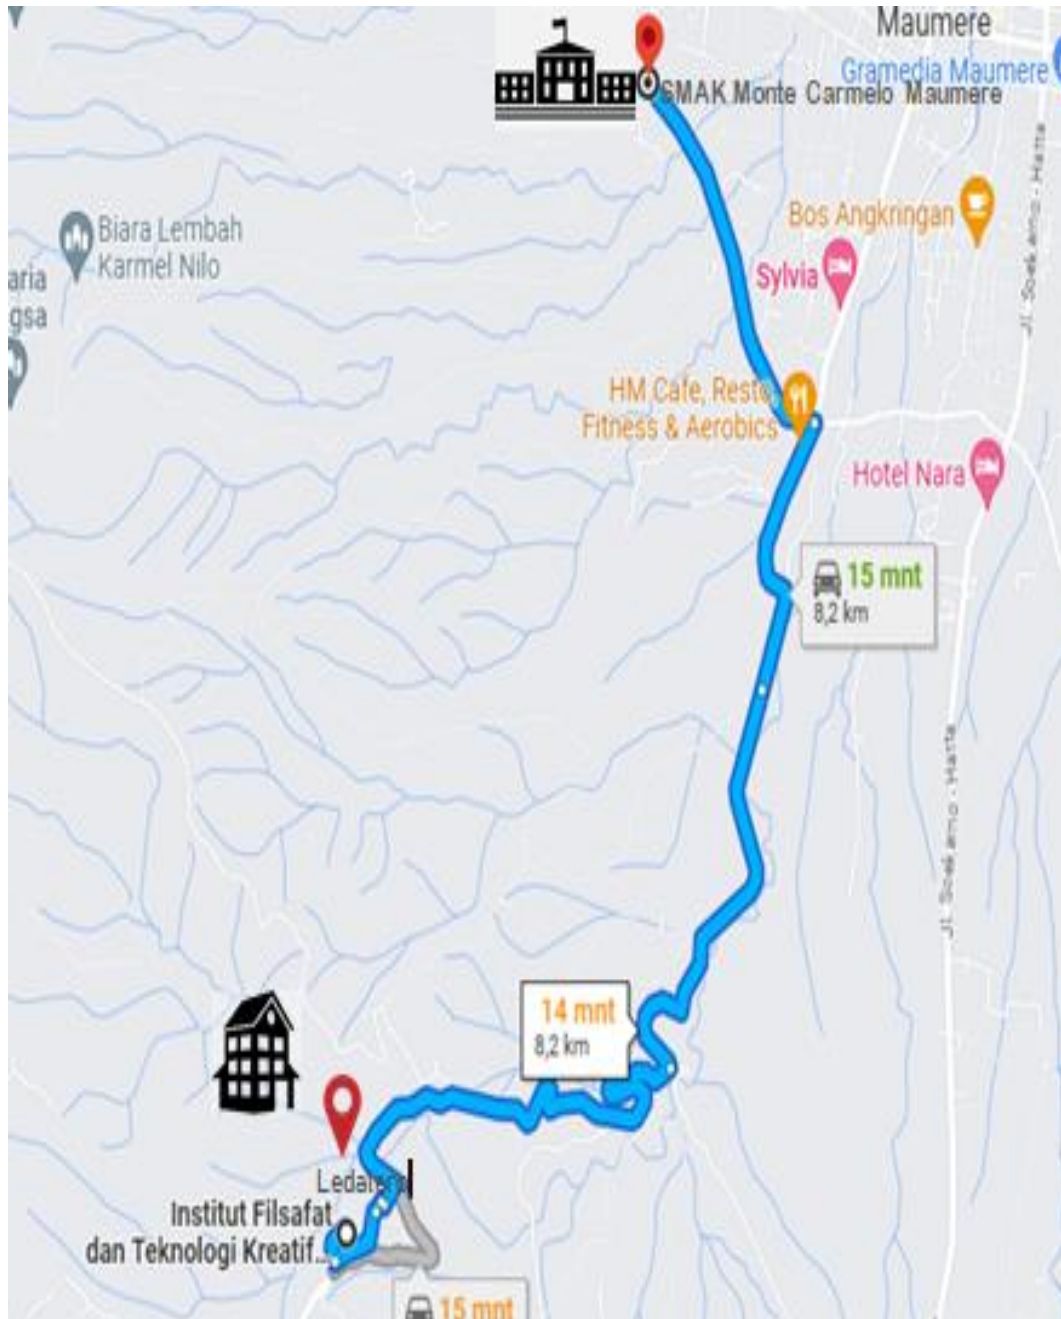 Maumere
Gramedia Maumere
SMAK Monte Carmelo Maumere
Jl. Soekarno - Hatta
Bos Angkringan
Biara Lembah
Karmel Nilo
aria
gsa
Sylvia
HM Cafe, Resto,
Fitness & Aerobics
Hotel Nara
15 mnt
8,2 km
Jl. Soekarno - Hatta
14 mnt
8,2 km
Ledalero
Institut Filsafat
dan Teknologi Kreatif...
15 mnt